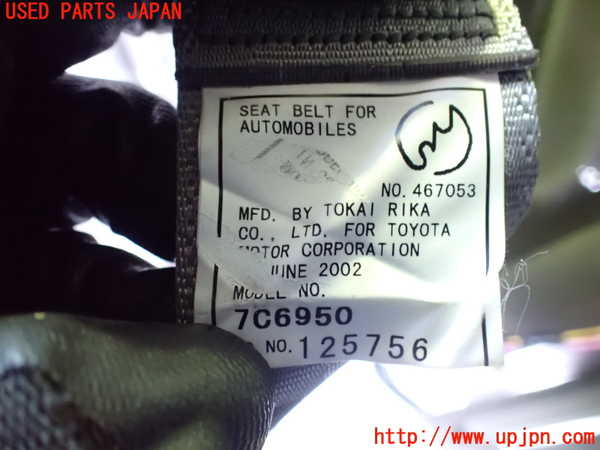 USED PARTS JAPAN
SEAT BELT FOR
AUTOMOBILES
NO. 467053
MFD. BY TOKAI RIKA
CO., LTD. FOR TOYOTA
MOTOR CORPORATION
JUNE 2002
MODEL NO.
7C6950
NO. 125756
http://www.upjpn.com